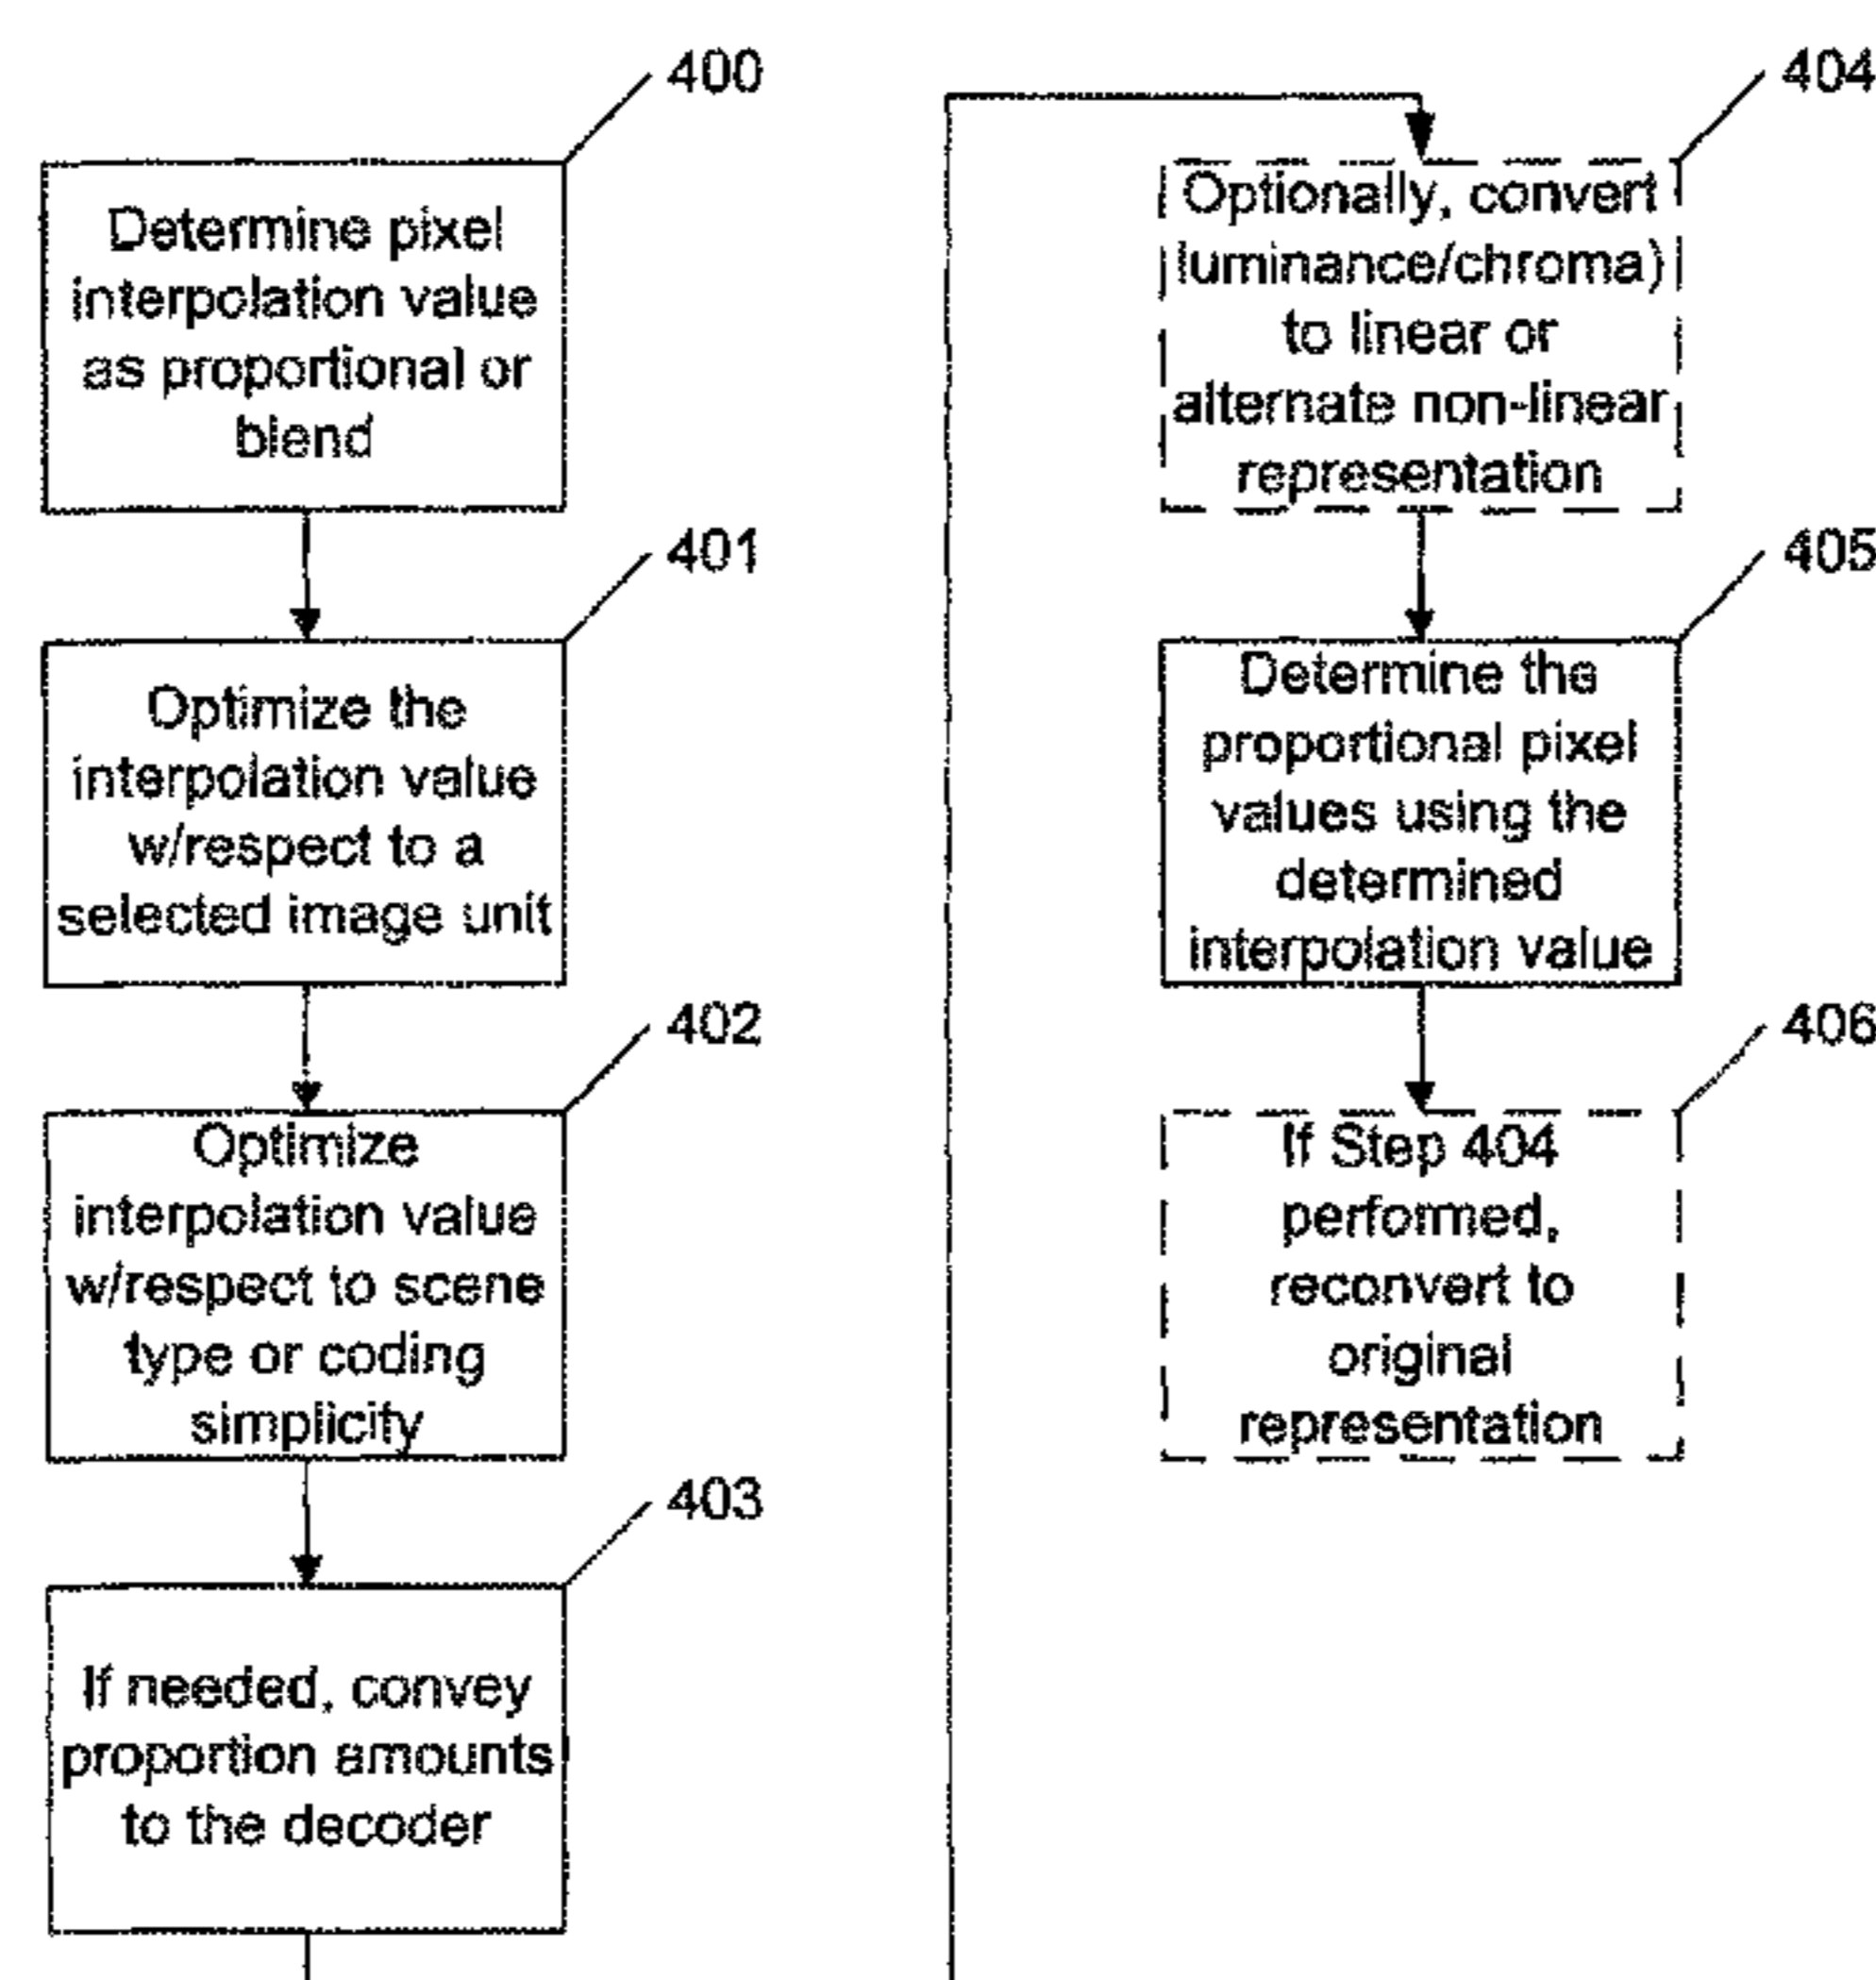 400
Determine pixel
interpolation value
as proportional or
blend
401
Optimize the
interpolation value
w/respect to a
selected image unit
402
Optimize
interpolation value
w/respect to scene
type or coding
simplicity
403
If needed, convey
proportion amounts
to the decoder
404
Optionally, convert
luminance/chroma)
to linear or
alternate non-linear
representation
405
Determine the
proportional pixel
values using the
determined
interpolation value
406
If Step 404
performed,
reconvert to
original
representation